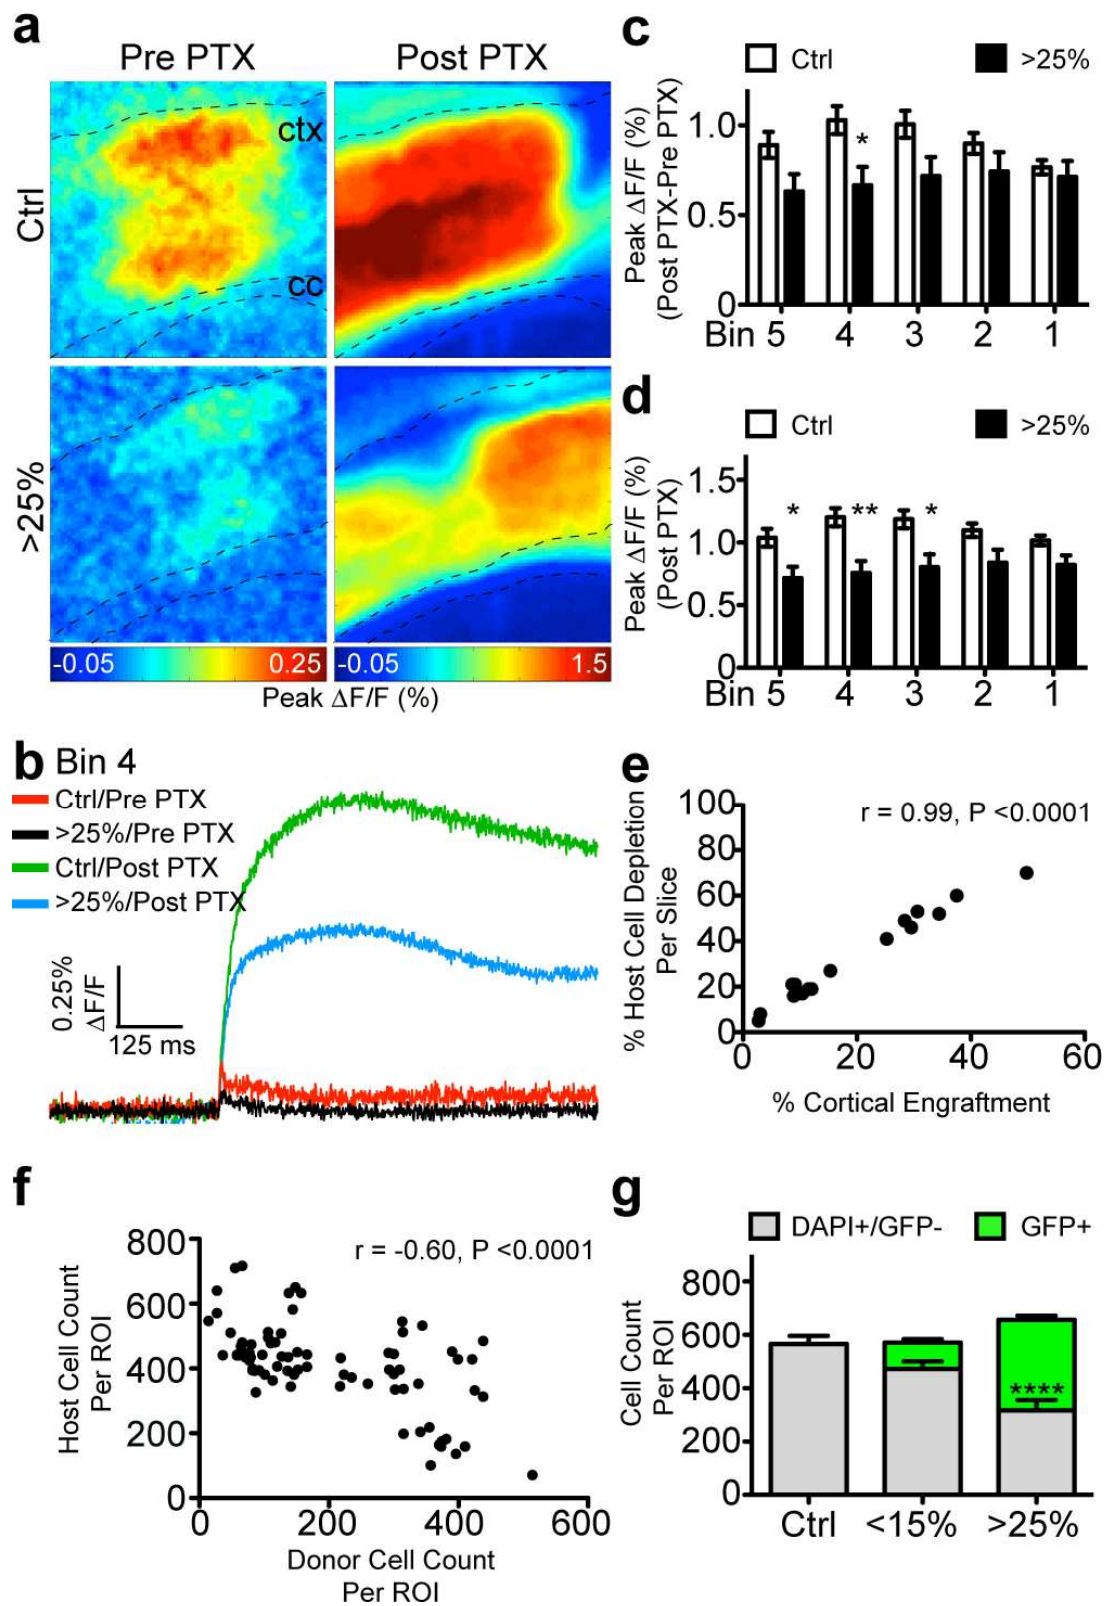 a
Pre PTX
Post PTX
Ctrl
ctx
cc
>25%
-0.05
0.25
-0.05
1.5
Peak ΔF/F (%)
b Bin 4
Ctrl/Pre PTX
>25%/Pre PTX
Ctrl/Post PTX
>25%/Post PTX
0.25%
ΔF/F
125 ms
c
Ctrl
>25%
Peak ΔF/F (%)
(Post PTX-Pre PTX)
1.0
0.5
0
*
Bin 5 4 3 2 1
d
Ctrl
>25%
Peak ΔF/F (%)
(Post PTX)
1.5
1.0
0.5
0
* ** *
Bin 5 4 3 2 1
e
r = 0.99, P <0.0001
% Host Cell Depletion
Per Slice
100
80
60
40
20
0
0 20 40 60
% Cortical Engraftment
f
r = -0.60, P <0.0001
Host Cell Count
Per ROI
800
600
400
200
0
0 200 400 600
Donor Cell Count
Per ROI
g
DAPI+/GFP-
GFP+
Cell Count
Per ROI
800
600
400
200
0
****
Ctrl <15% >25%